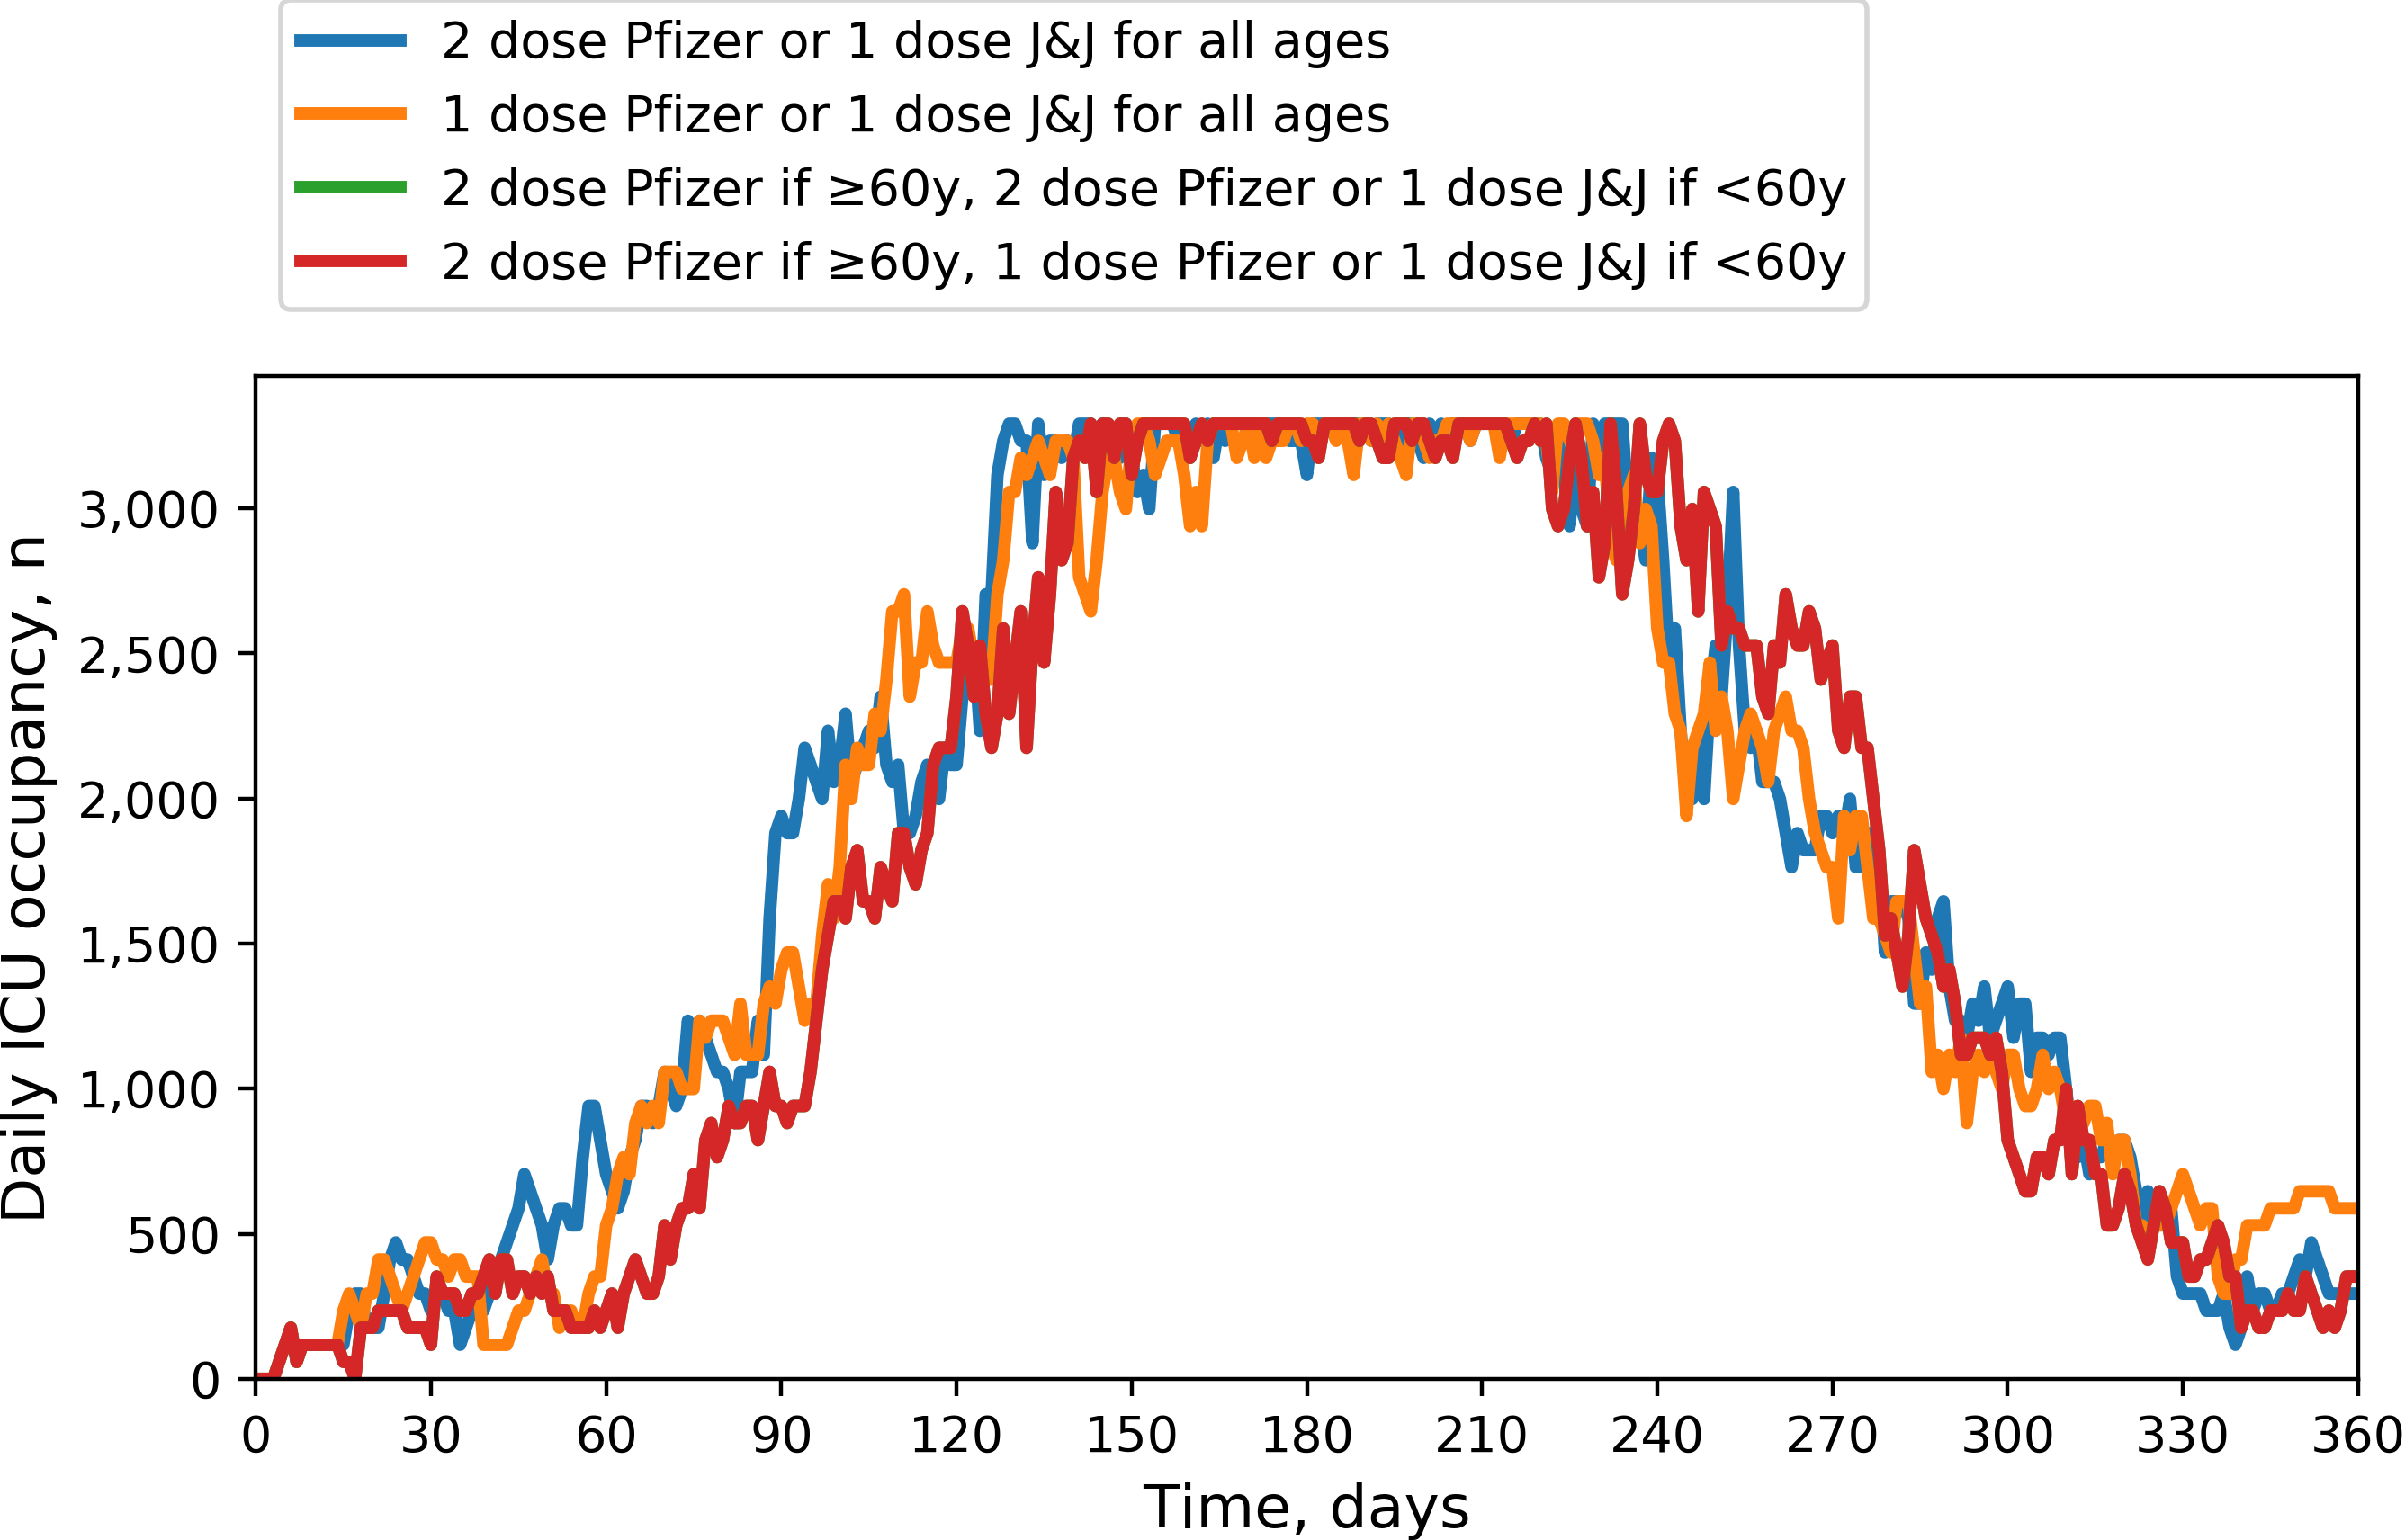 2 dose Pfizer or 1 dose J&J for all ages
1 dose Pfizer or 1 dose J&J for all ages
2 dose Pfizer if ≥60y, 2 dose Pfizer or 1 dose J&J if <60y
2 dose Pfizer if ≥60y, 1 dose Pfizer or 1 dose J&J if <60y
Daily ICU occupancy, n
3,000
2,500
2,000
1,500
1,000
500
0
0 30 60 90 120 150 180 210 240 270 300 330 360
Time, days